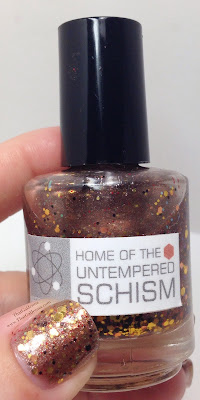 HOME OF THE
UNTEMPERED
SCHISM